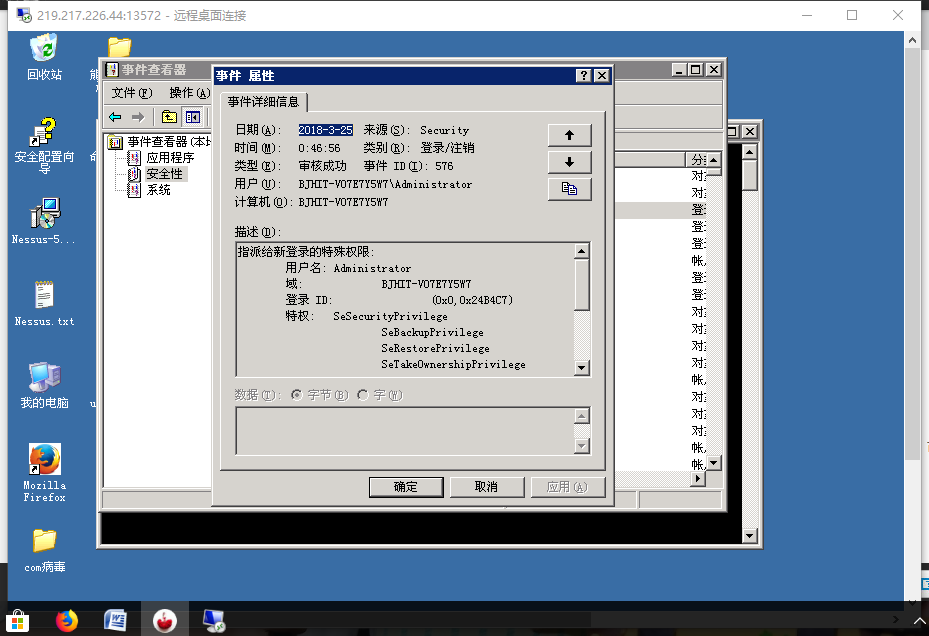 219.217.226.44:13572 - 远程桌面连接
回收站
安全配置向
导
Nessus-5...
Nessus.txt
我的电脑
Mozilla
Firefox
com病毒
事件查看器
文件(F) 操作(A)
事件查看器(本地
应用程序
安全性
系统
事件 属性
事件详细信息
日期(A): 2018-3-25 来源(S): Security
时间(M): 0:46:56 类别(R): 登录/注销
类型(E): 审核成功 事件 ID(I): 576
用户(U): BJHIT-VO7E7Y5W7\Administrator
计算机(O): BJHIT-VO7E7Y5W7
描述(D):
指派给新登录的特殊权限:
用户名: Administrator
域: BJHIT-VO7E7Y5W7
登录 ID: (0x0,0x24B4C7)
特权: SeSecurityPrivilege
SeBackupPrivilege
SeRestorePrivilege
SeTakeOwnershipPrivilege
数据(T): 字节(B) 字(W)
确定 取消 应用(A)
分
对
对
登
登
登
帐
登
登
对
对
对
对
帐
对
对
对
帐
帐